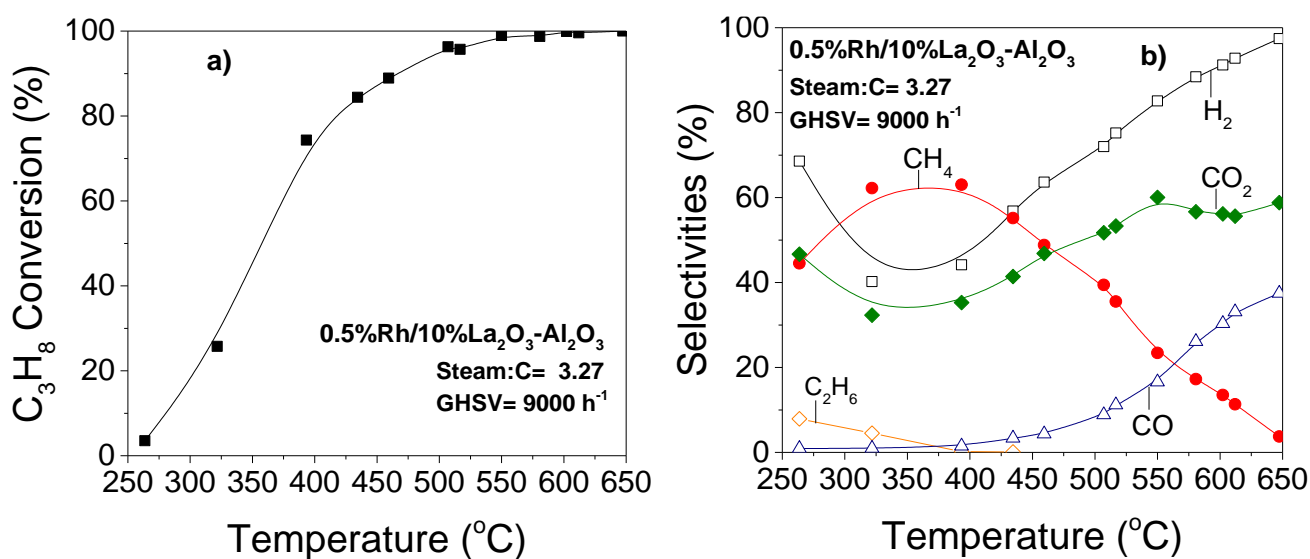 a)
C₃H₈ Conversion (%)
100
80
60
40
20
0
0.5%Rh/10%La₂O₃-Al₂O₃
Steam:C= 3.27
GHSV= 9000 h⁻¹
250 300 350 400 450 500 550 600 650
Temperature (°C)
b)
Selectivities (%)
100
80
60
40
20
0
0.5%Rh/10%La₂O₃-Al₂O₃
Steam:C= 3.27
GHSV= 9000 h⁻¹
H₂
CH₄
CO₂
C₂H₆
CO
250 300 350 400 450 500 550 600 650
Temperature (°C)